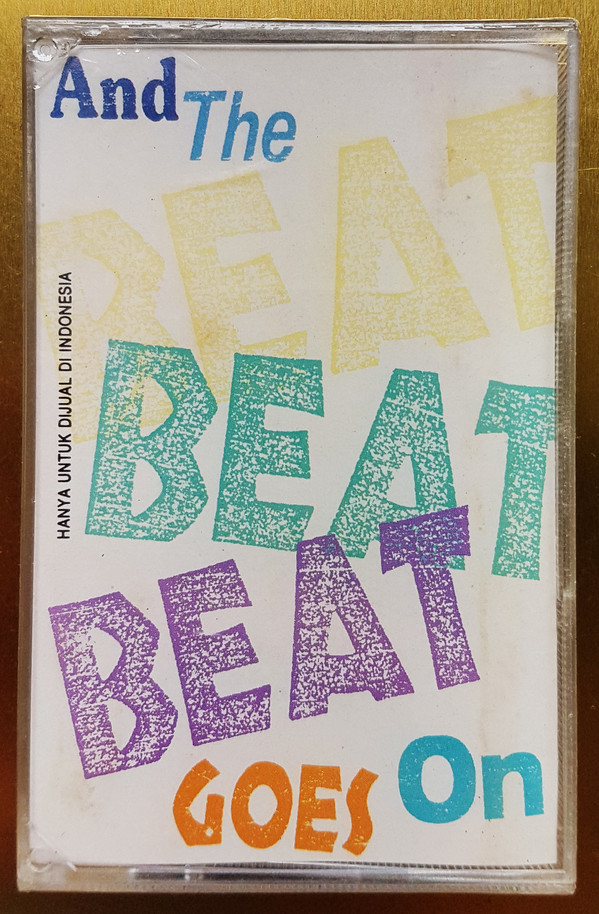 And The
BEAT
HANYA UNTUK DIJUAL DI INDONESIA
BEAT
BEAT
GOES On